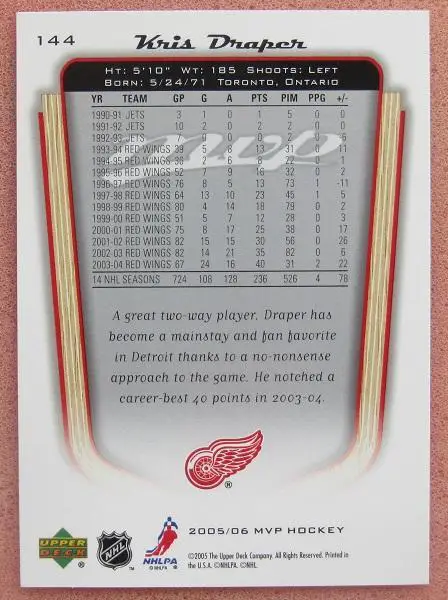 144 Kris Draper
HT: 5'10" WT: 185 SHOOTS: LEFT
BORN: 5/24/71 TORONTO, ONTARIO
YR TEAM GP G A PTS PIM PPG +/-
1990-91 JETS 3 1 0 1 5 0 0
1991-92 JETS 10 2 0 2 2 0 0
1992-93 JETS 0 0 0
1993-94 RED WINGS 39 5 8 13 31 0 11
1994-95 RED WINGS 36 2 6 8 22 0 1
1995-96 RED WINGS 52 7 9 16 32 0 2
1996-97 RED WINGS 76 8 5 13 73 1 -11
1997-98 RED WINGS 64 13 10 23 45 1 5
1998-99 RED WINGS 80 4 14 18 79 0 2
1999-00 RED WINGS 51 5 7 12 28 0 3
2000-01 RED WINGS 75 8 17 25 38 0 17
2001-02 RED WINGS 82 15 15 30 56 0 26
2002-03 RED WINGS 82 14 21 35 82 0 6
2003-04 RED WINGS 67 24 16 40 31 2 22
14 NHL SEASONS 724 108 128 236 526 4 78
mvp
A great two-way player, Draper has
become a mainstay and fan favorite
in Detroit thanks to a no-nonsense
approach to the game. He notched a
career-best 40 points in 2003-04.
®
2005/06 MVP HOCKEY
UPPER DECK
NHL
NHLPA
© NHLPA
©2005 The Upper Deck Company. All Rights Reserved. Printed in
the U.S.A. ©NHLPA. ©NHL.